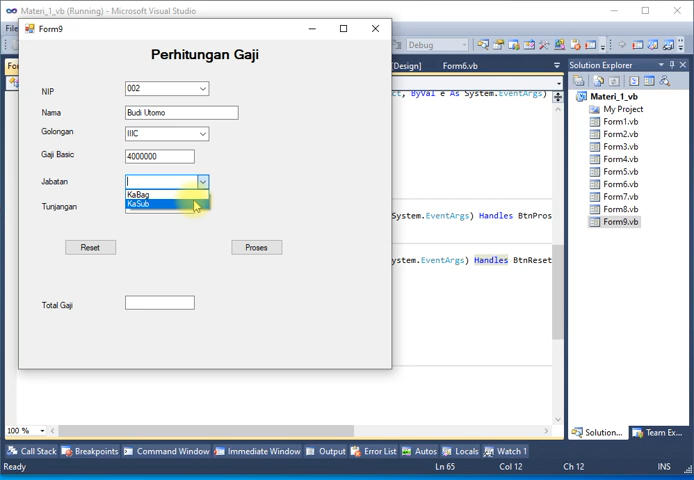 Materi_1_vb (Running) - Microsoft Visual Studio
Form9
Perhitungan Gaji
Debug
[Design]
Form6.vb
Solution Explorer
NIP
002
Nama
Budi Utomo
Golongan
IIIC
Gaji Basic
4000000
Jabatan
KaBag
KaSub
Tunjangan
Reset
Proses
Total Gaji
ect, ByVal e As System.EventArgs)
System.EventArgs) Handles BtnPros
ystem.EventArgs) Handles BtnReset
Materi_1_vb
My Project
Form1.vb
Form2.vb
Form3.vb
Form4.vb
Form5.vb
Form6.vb
Form7.vb
Form8.vb
Form9.vb
100 %
Solution...
Team Ex...
Call Stack
Breakpoints
Command Window
Immediate Window
Output
Error List
Autos
Locals
Watch 1
Ready
Ln 65
Col 12
Ch 12
INS